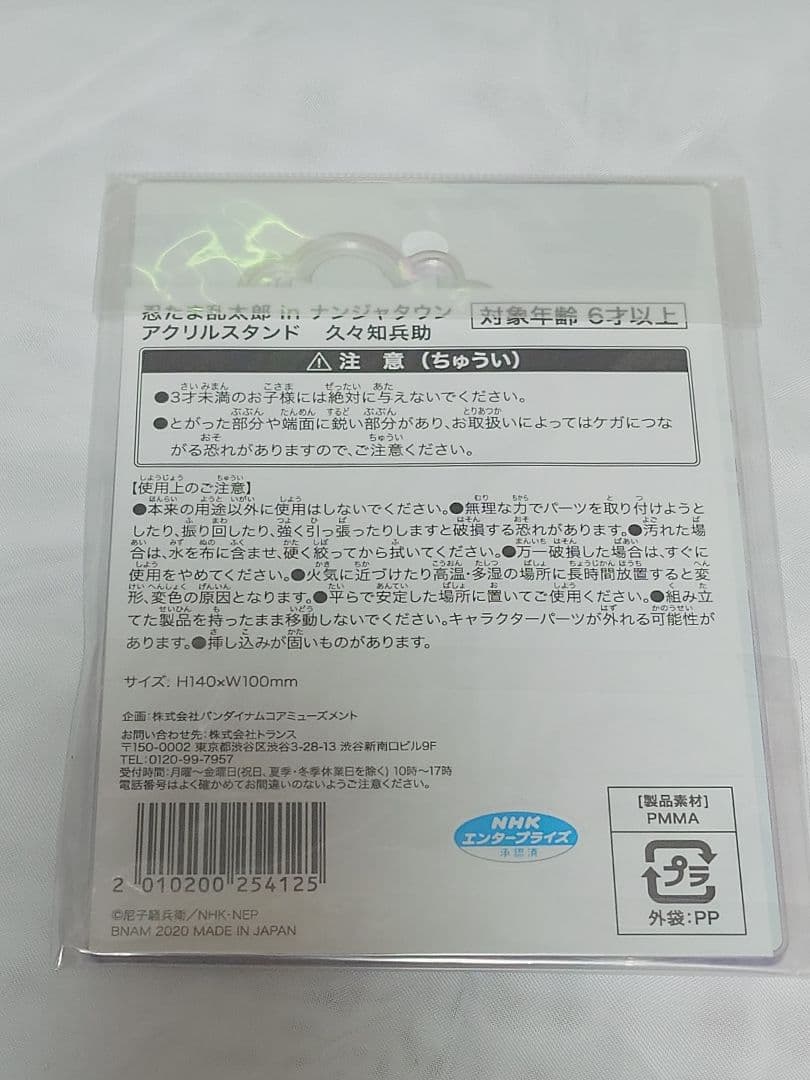 忍たま乱太郎 in ナンジャタウン
アクリルスタンド 久々知兵助
対象年齢 6才以上
⚠注 意(ちゅうい)
●3才未満のお子様には絶対に与えないでください。
●とがった部分や端面に鋭い部分があり、お取扱いによってはケガにつな
がる恐れがありますので、ご注意ください。
【使用上のご注意】
●本来の用途以外に使用はしないでください。●無理な力でパーツを取り付けようと
したり、振り回したり、強く引っ張ったりしますと破損する恐れがあります。●汚れた場
合は、水を布に含ませ、硬く絞ってから拭いてください。●万一破損した場合は、すぐに
使用をやめてください。●火気に近づけたり高温・多湿の場所に長時間放置すると変
形、変色の原因となります。●平らで安定した場所に置いてご使用ください。●組み立
てた製品を持ったまま移動しないでください。キャラクターパーツが外れる可能性が
あります。●挿し込みが固いものがあります。
サイズ:H140×W100mm
企画:株式会社バンダイナムコアミューズメント
お問い合わせ先:株式会社トランス
〒150-0002 東京都渋谷区渋谷3-28-13 渋谷新南口ビル9F
TEL:0120-99-7957
受付時間:月曜〜金曜日(祝日、夏季・冬季休業日を除く) 10時〜17時
電話番号はよく確かめてお間違いのないようご注意ください。
2 010200 254125
©尼子騒兵衛/NHK・NEP
BNAM 2020 MADE IN JAPAN
NHK
エンタープライズ
承認済
[製品素材]
PMMA
プラ
外袋:PP